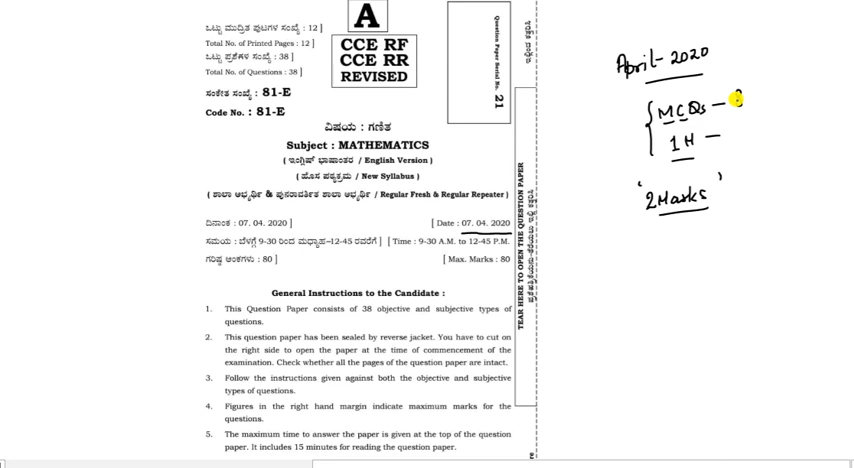 A
ಒಟ್ಟು ಮುದ್ರಿತ ಪುಟಗಳ ಸಂಖ್ಯೆ : 12 ]
Total No. of Printed Pages : 12 ]
ಒಟ್ಟು ಪ್ರಶ್ನೆಗಳ ಸಂಖ್ಯೆ : 38 ]
Total No. of Questions : 38 ]
CCE RF
CCE RR
REVISED
Question Paper Serial No. 21
ಸಂಕೇತ ಸಂಖ್ಯೆ : 81-E
Code No. : 81-E
ವಿಷಯ : ಗಣಿತ
Subject : MATHEMATICS
( ಇಂಗ್ಲಿಷ್ ಭಾಷಾಂತರ / English Version )
( ಹೊಸ ಪಠ್ಯಕ್ರಮ / New Syllabus )
( ಶಾಲಾ ಅಭ್ಯರ್ಥಿ & ಪುನರಾವರ್ತಿತ ಶಾಲಾ ಅಭ್ಯರ್ಥಿ / Regular Fresh & Regular Repeater )
ದಿನಾಂಕ : 07. 04. 2020 ] [ Date : 07. 04. 2020
ಸಮಯ : ಬೆಳಗ್ಗೆ 9-30 ರಿಂದ ಮಧ್ಯಾಹ್ನ-12-45 ರವರೆಗೆ ] [ Time : 9-30 A.M. to 12-45 P.M.
ಗರಿಷ್ಠ ಅಂಕಗಳು : 80 ] [ Max. Marks : 80
General Instructions to the Candidate :
1. This Question Paper consists of 38 objective and subjective types of
questions.
2. This question paper has been sealed by reverse jacket. You have to cut on
the right side to open the paper at the time of commencement of the
examination. Check whether all the pages of the question paper are intact.
3. Follow the instructions given against both the objective and subjective
types of questions.
4. Figures in the right hand margin indicate maximum marks for the
questions.
5. The maximum time to answer the paper is given at the top of the question
paper. It includes 15 minutes for reading the question paper.
TEAR HERE TO OPEN THE QUESTION PAPER
April-2020
MCQs -
1M -
'2Marks'